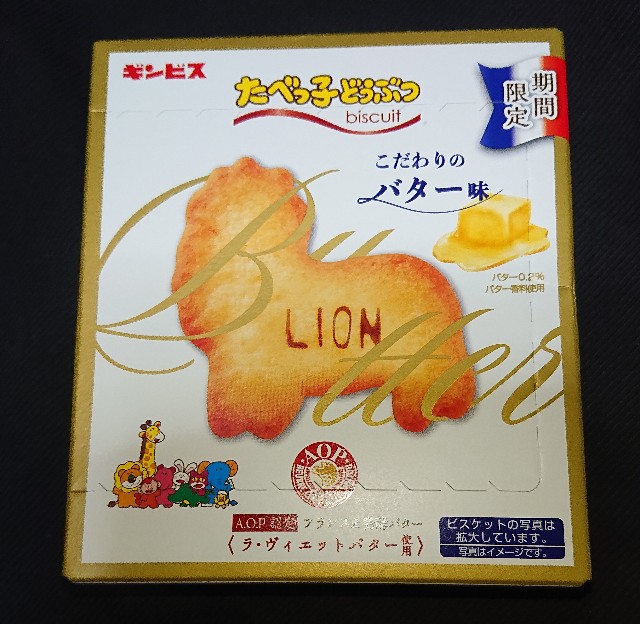 ギンビス
たべっ子どうぶつ
biscuit
期間
限定
こだわりの
バター味
バター0.2%
バター香料使用
Butter
LION
A.O.P
A.O.P.認定
〈ラ・ヴィエットバター使用〉
ビスケットの写真は
拡大しています。
写真はイメージです。